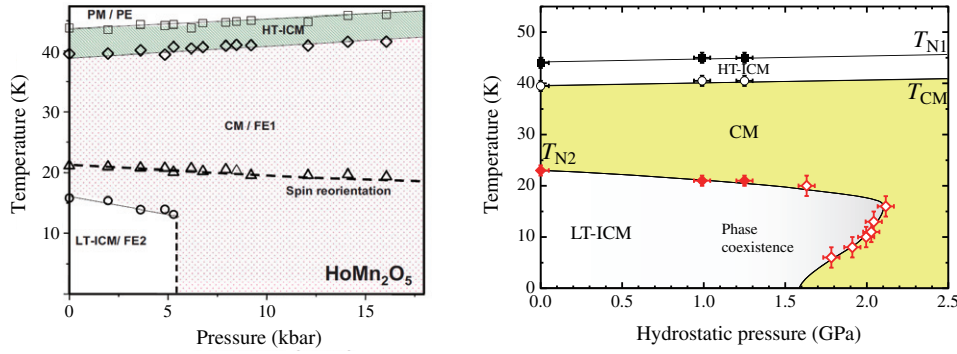 PM / PE
HT-ICM
CM / FE1
Spin reorientation
LT-ICM/ FE2
HoMn₂O₅
Temperature (K)
40
30
20
10
0
5
10
15
Pressure (kbar)
T_N1
HT-ICM
T_CM
CM
T_N2
LT-ICM
Phase
coexistence
Temperature (K)
50
40
30
20
10
0
0.0
0.5
1.0
1.5
2.0
2.5
Hydrostatic pressure (GPa)